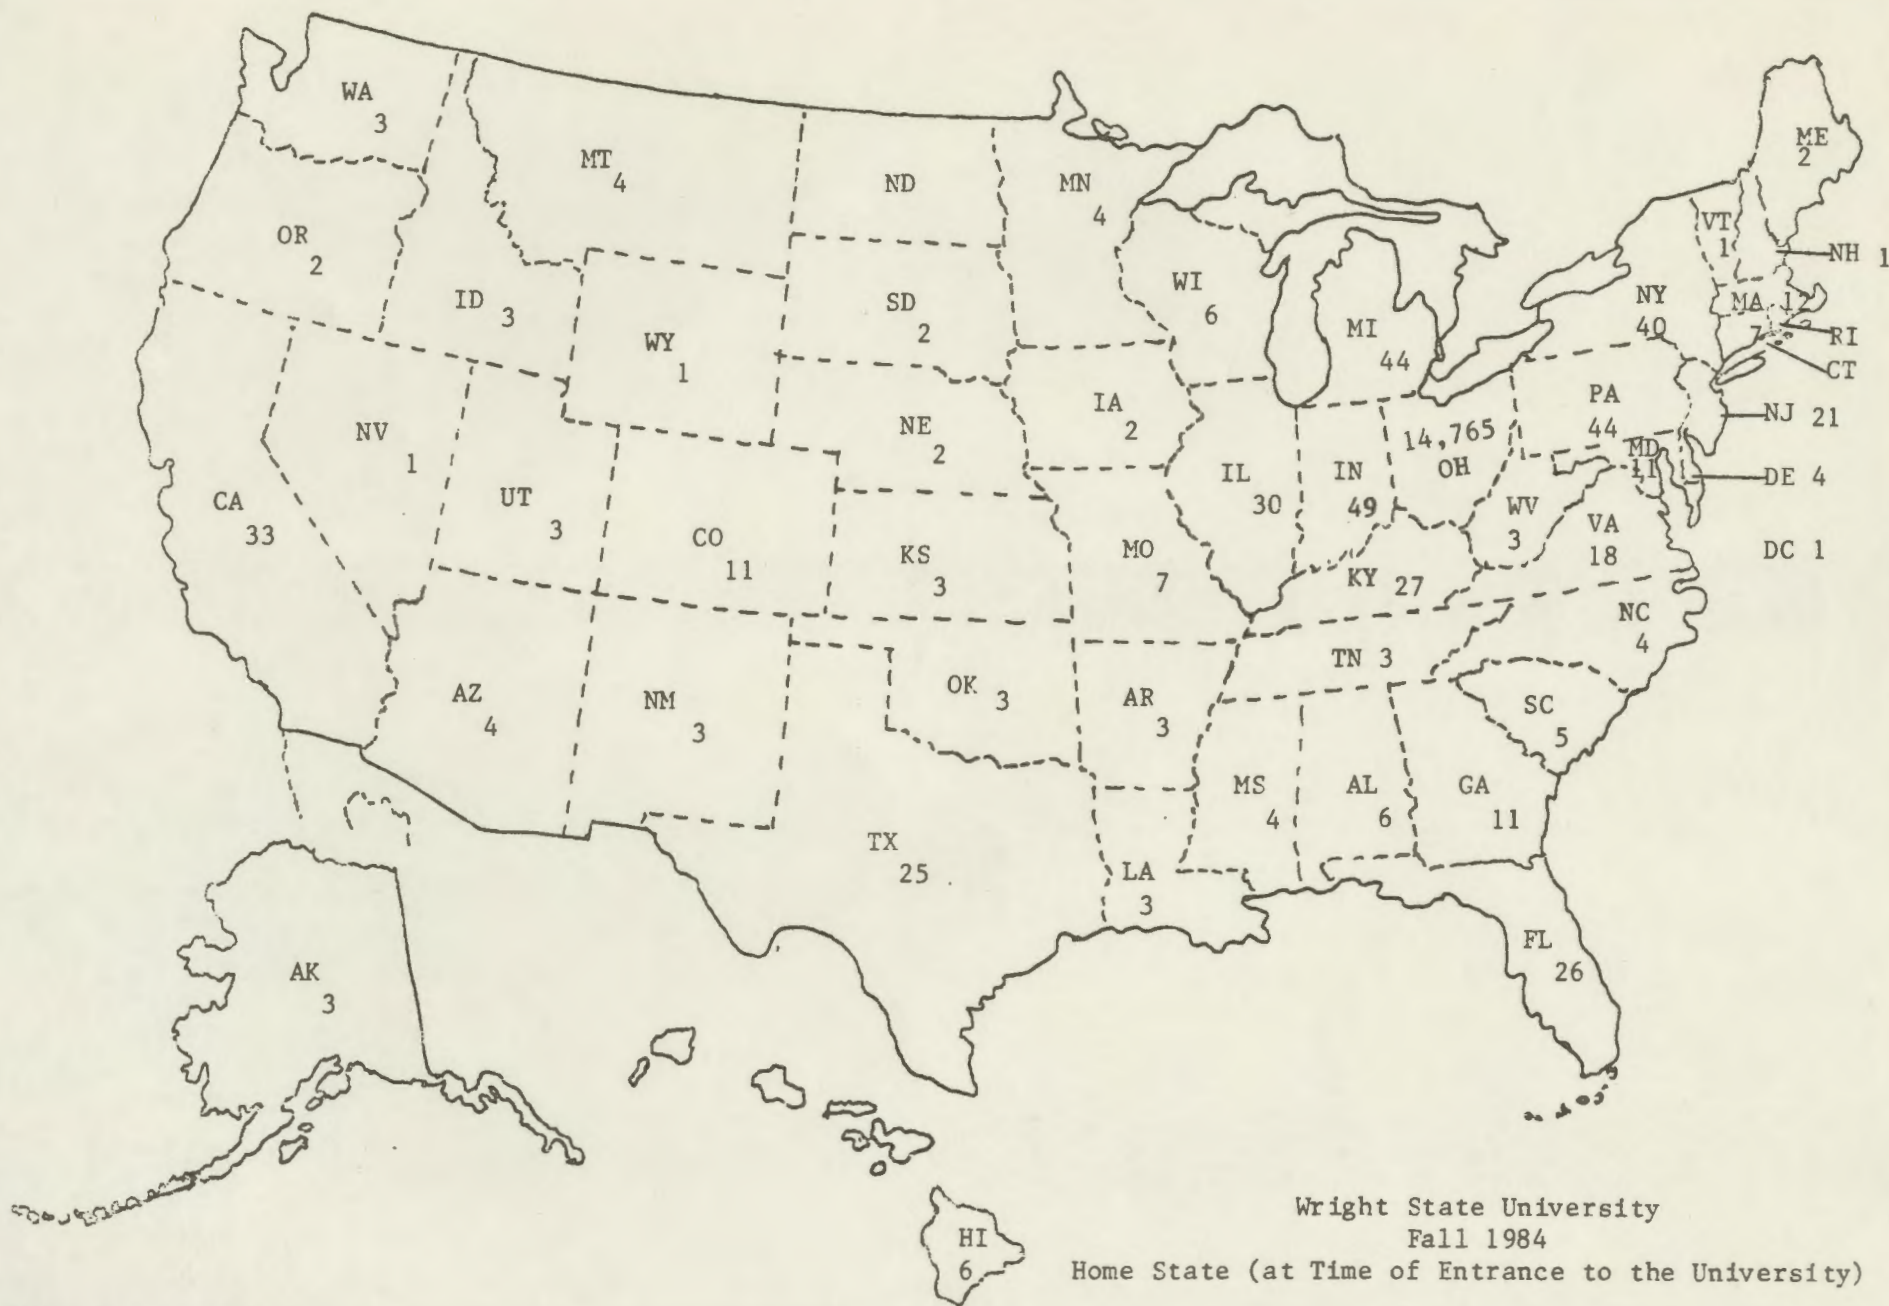 WA
3
MT
4
ND
MN
4
ME
2
OR
2
ID 3
WY
1
SD
2
WI
6
MI
44
VT
1
NH 1
NY
40
MA 12
7
RI
CT
NV
1
UT
3
NE
2
IA
2
14,765
OH
PA
44
NJ 21
MD
11
DE 4
CA
33
CO
11
KS
3
MO
7
IL
30
IN
49
WV
3
VA
18
DC 1
KY 27
NC
4
AZ
4
NM
3
OK 3
AR
3
TN 3
SC
5
TX
25
LA
3
MS
4
AL
6
GA
11
FL
26
AK
3
HI
6
Wright State University
Fall 1984
Home State (at Time of Entrance to the University)